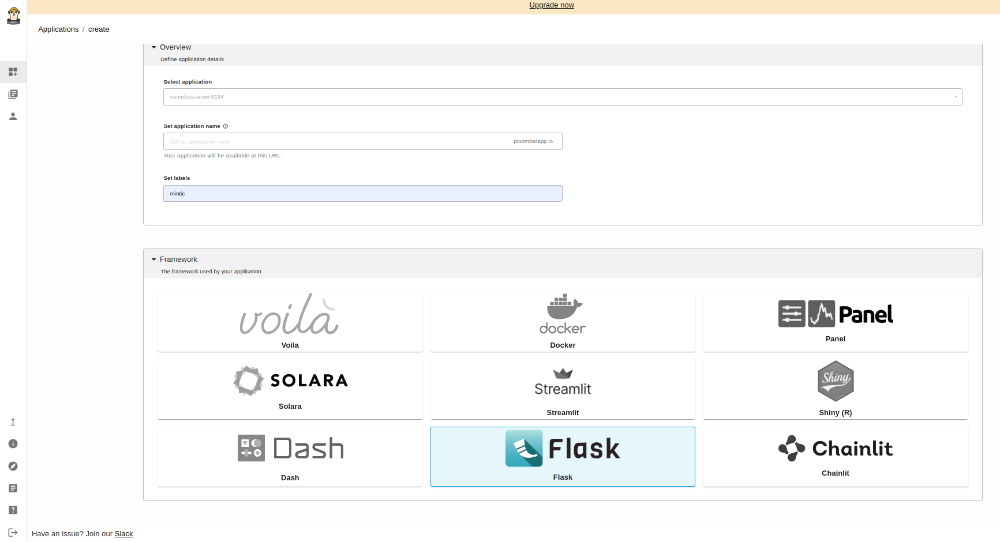 Upgrade now
Applications / create
Overview
Define application details
Select application
nameless-snow-6194
Set application name
Set an application name .ploomberapp.io
Your application will be available at this URL.
Set labels
mintic
Framework
The framework used by your application
voilà docker Panel
Voila Docker Panel
SOLARA Streamlit Shiny
Solara Streamlit Shiny (R)
Dash Flask Chainlit
Dash Flask Chainlit
Have an issue? Join our Slack